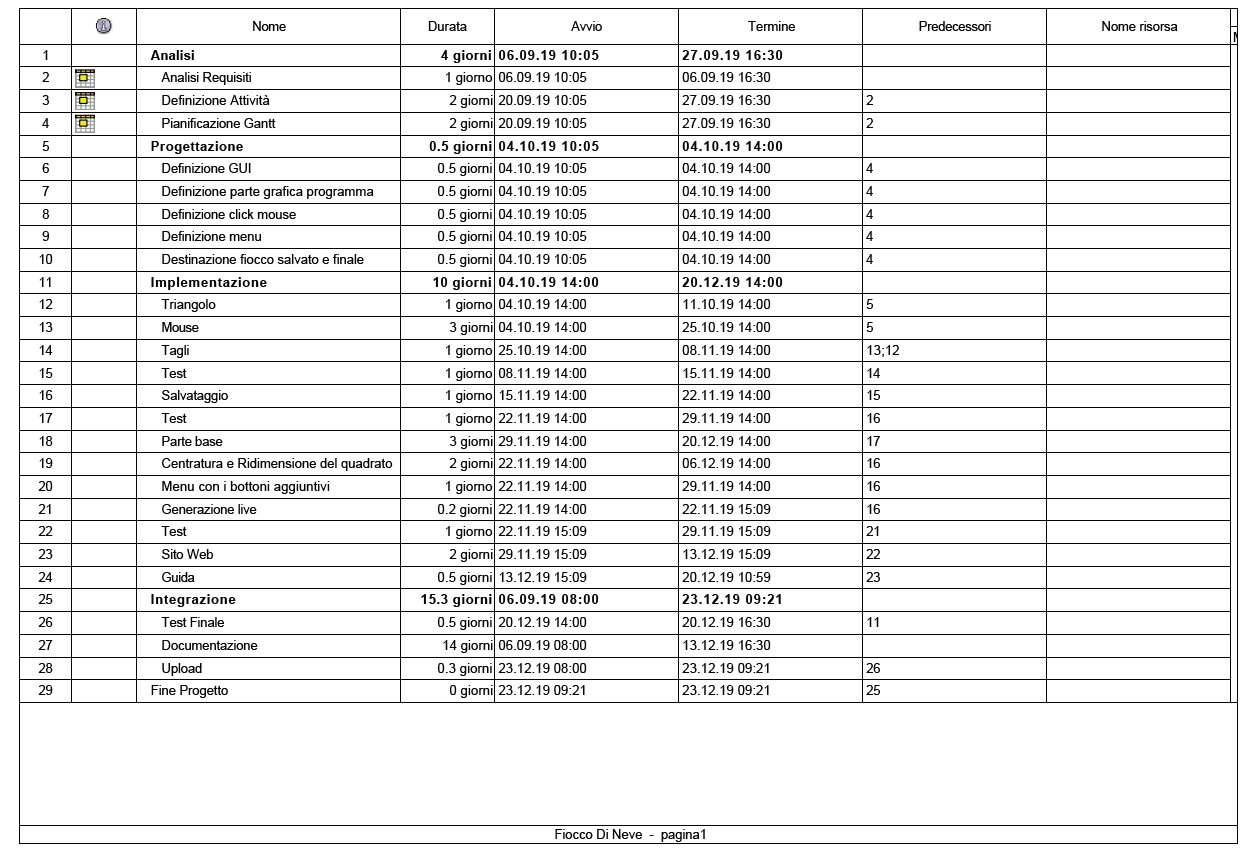 Nome Durata Avvio Termine Predecessori Nome risorsa
1 Analisi 4 giorni 06.09.19 10:05 27.09.19 16:30
2 Analisi Requisiti 1 giorno 06.09.19 10:05 06.09.19 16:30
3 Definizione Attività 2 giorni 20.09.19 10:05 27.09.19 16:30 2
4 Pianificazione Gantt 2 giorni 20.09.19 10:05 27.09.19 16:30 2
5 Progettazione 0.5 giorni 04.10.19 10:05 04.10.19 14:00
6 Definizione GUI 0.5 giorni 04.10.19 10:05 04.10.19 14:00 4
7 Definizione parte grafica programma 0.5 giorni 04.10.19 10:05 04.10.19 14:00 4
8 Definizione click mouse 0.5 giorni 04.10.19 10:05 04.10.19 14:00 4
9 Definizione menu 0.5 giorni 04.10.19 10:05 04.10.19 14:00 4
10 Destinazione fiocco salvato e finale 0.5 giorni 04.10.19 10:05 04.10.19 14:00 4
11 Implementazione 10 giorni 04.10.19 14:00 20.12.19 14:00
12 Triangolo 1 giorno 04.10.19 14:00 11.10.19 14:00 5
13 Mouse 3 giorni 04.10.19 14:00 25.10.19 14:00 5
14 Tagli 1 giorno 25.10.19 14:00 08.11.19 14:00 13;12
15 Test 1 giorno 08.11.19 14:00 15.11.19 14:00 14
16 Salvataggio 1 giorno 15.11.19 14:00 22.11.19 14:00 15
17 Test 1 giorno 22.11.19 14:00 29.11.19 14:00 16
18 Parte base 3 giorni 29.11.19 14:00 20.12.19 14:00 17
19 Centratura e Ridimensione del quadrato 2 giorni 22.11.19 14:00 06.12.19 14:00 16
20 Menu con i bottoni aggiuntivi 1 giorno 22.11.19 14:00 29.11.19 14:00 16
21 Generazione live 0.2 giorni 22.11.19 14:00 22.11.19 15:09 16
22 Test 1 giorno 22.11.19 15:09 29.11.19 15:09 21
23 Sito Web 2 giorni 29.11.19 15:09 13.12.19 15:09 22
24 Guida 0.5 giorni 13.12.19 15:09 20.12.19 10:59 23
25 Integrazione 15.3 giorni 06.09.19 08:00 23.12.19 09:21
26 Test Finale 0.5 giorni 20.12.19 14:00 20.12.19 16:30 11
27 Documentazione 14 giorni 06.09.19 08:00 13.12.19 16:30
28 Upload 0.3 giorni 23.12.19 08:00 23.12.19 09:21 26
29 Fine Progetto 0 giorni 23.12.19 09:21 23.12.19 09:21 25
Fiocco Di Neve - pagina1